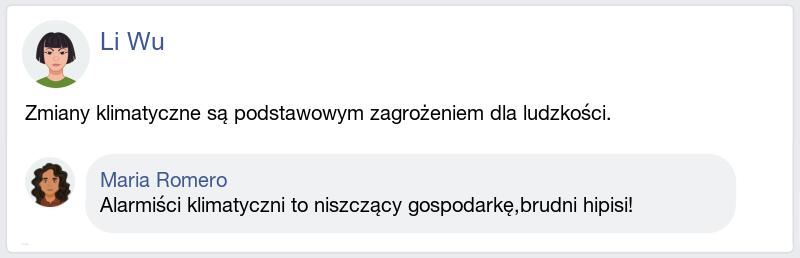 Li Wu
Zmiany klimatyczne są podstawowym zagrożeniem dla ludzkości.
Maria Romero
Alarmiści klimatyczni to niszczący gospodarkę,brudni hipisi!